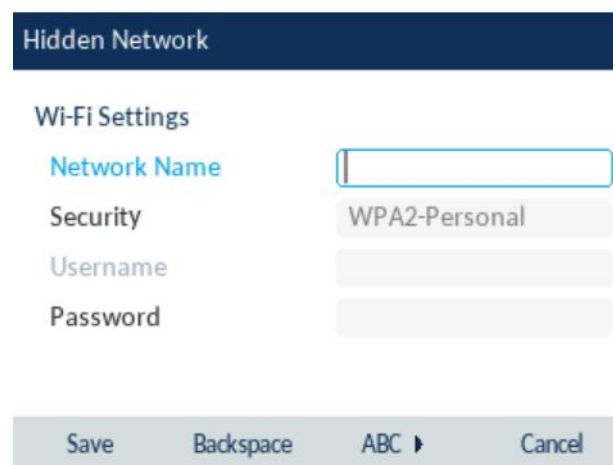 Hidden Network
Wi-Fi Settings
Network Name
Security WPA2-Personal
Username
Password
Save Backspace ABC Cancel